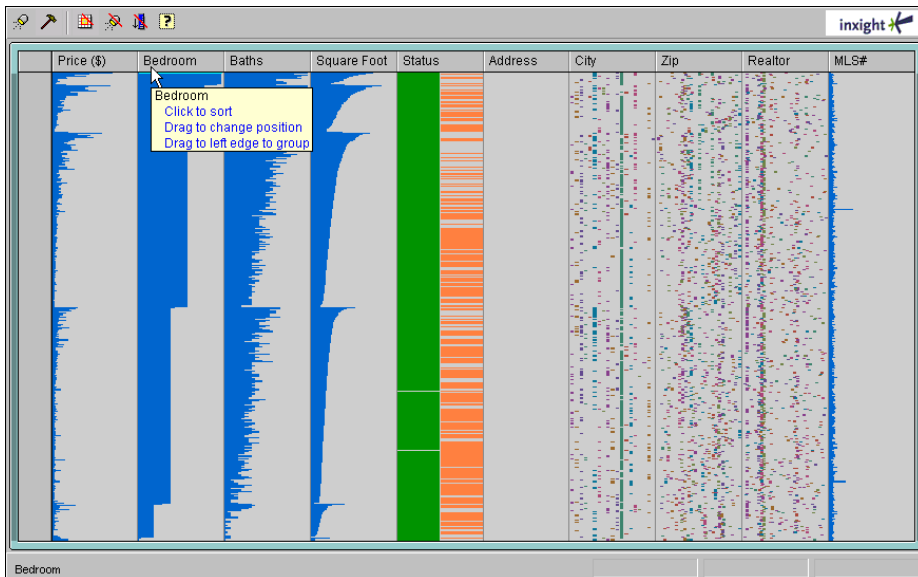 ?
inxight
Price ($) Bedroom Baths Square Foot Status Address City Zip Realtor MLS#
Bedroom
Click to sort
Drag to change position
Drag to left edge to group
Bedroom